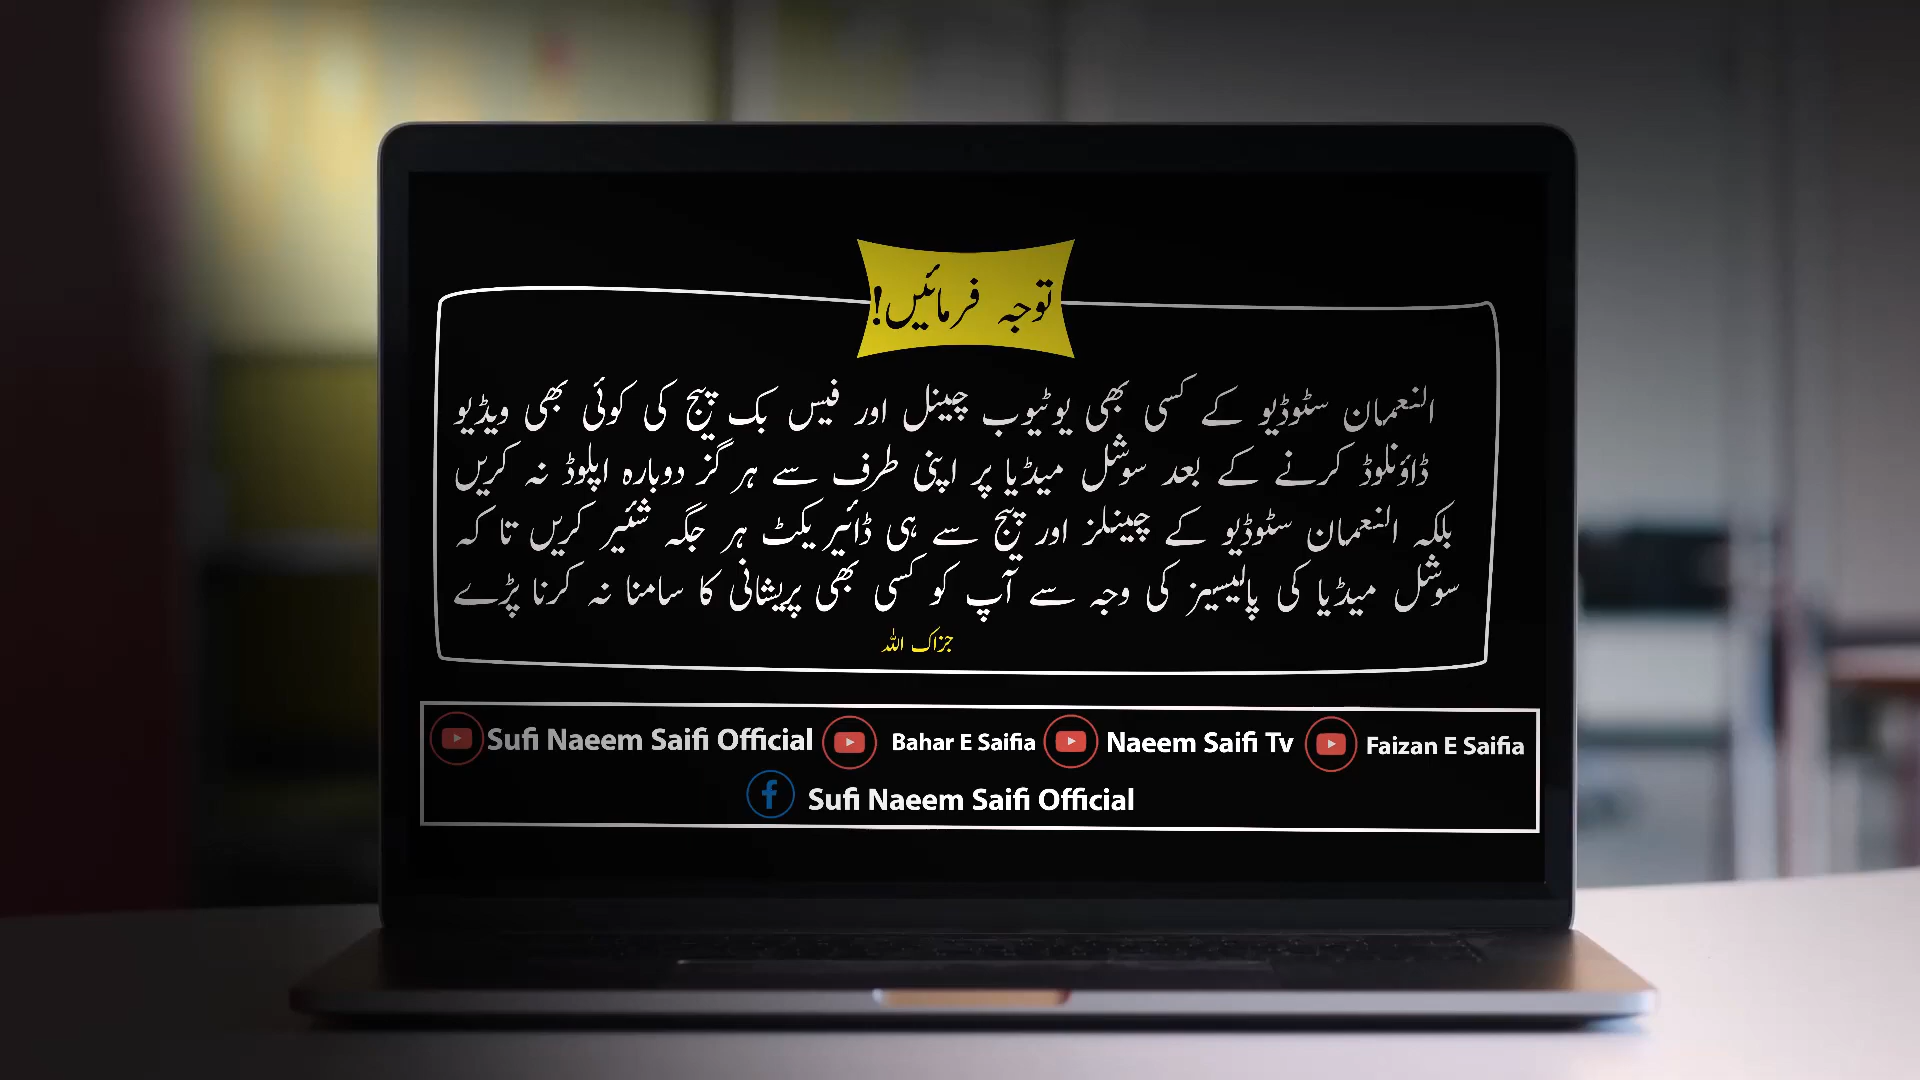 توجہ فرمائیں!
النعمان سٹوڈیو کے کسی بھی یوٹیوب چینل اور فیس بک پیج کی کوئی بھی ویڈیو
ڈاؤنلوڈ کرنے کے بعد سوشل میڈیا پر اپنی طرف سے ہرگز دوبارہ اپلوڈ نہ کریں
بلکہ النعمان سٹوڈیو کے چینلز اور پیج سے ہی ڈائیریکٹ ہر جگہ شئیر کریں تا کہ
سوشل میڈیا کی پالیسیز کی وجہ سے آپ کو کسی بھی پریشانی کا سامنا نہ کرنا پڑے
جزاک اللہ
Sufi Naeem Saifi Official Bahar E Saifia Naeem Saifi Tv Faizan E Saifia
Sufi Naeem Saifi Official